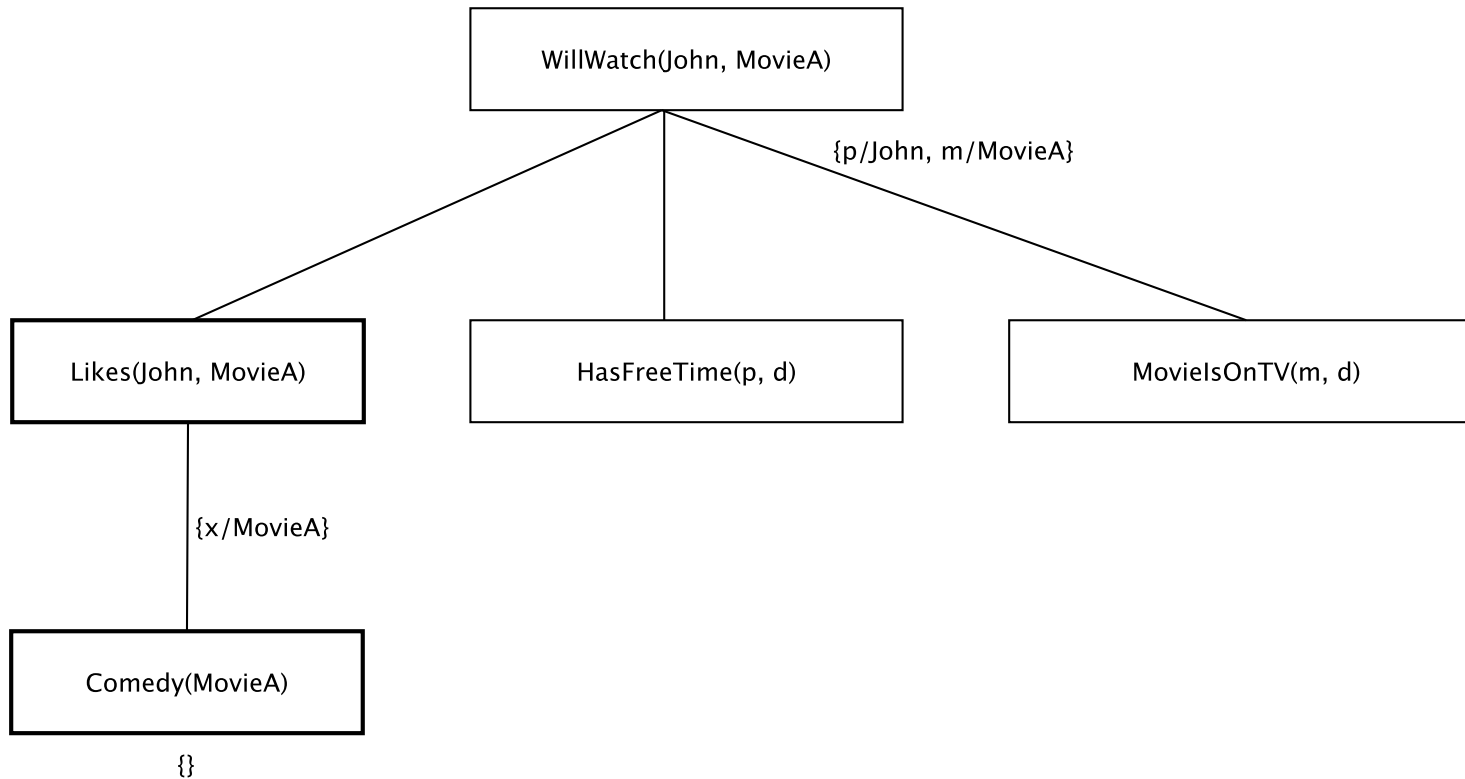 WillWatch(John, MovieA)
{p/John, m/MovieA}
Likes(John, MovieA)
HasFreeTime(p, d)
MovieIsOnTV(m, d)
{x/MovieA}
Comedy(MovieA)
{}